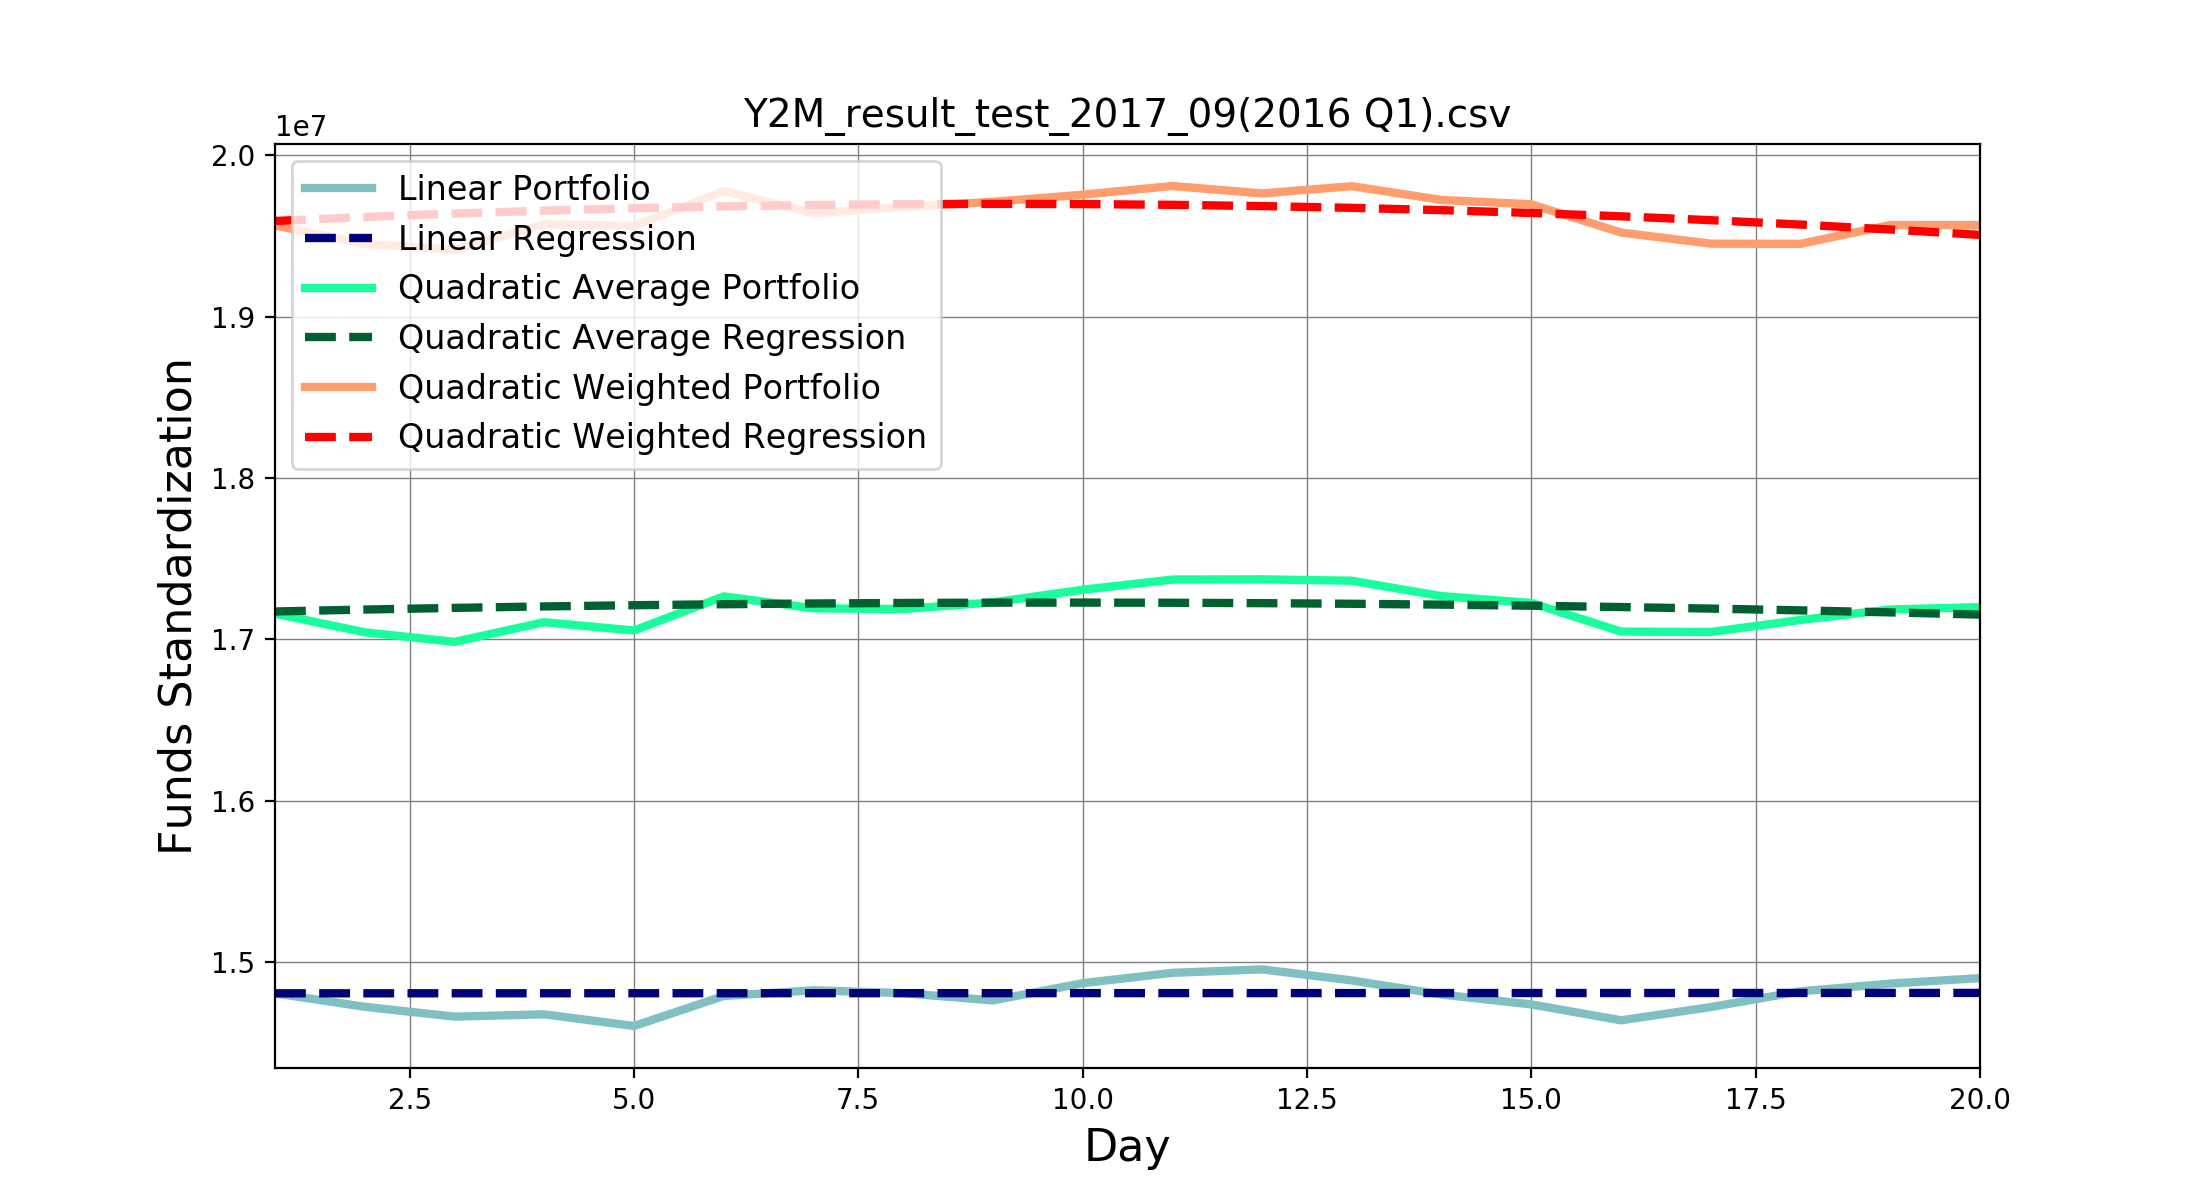 Y2M_result_test_2017_09(2016 Q1).csv
1e7
2.0
1.9
1.8
1.7
1.6
1.5
Funds Standardization
Linear Portfolio
Linear Regression
Quadratic Average Portfolio
Quadratic Average Regression
Quadratic Weighted Portfolio
Quadratic Weighted Regression
2.5 5.0 7.5 10.0 12.5 15.0 17.5 20.0
Day